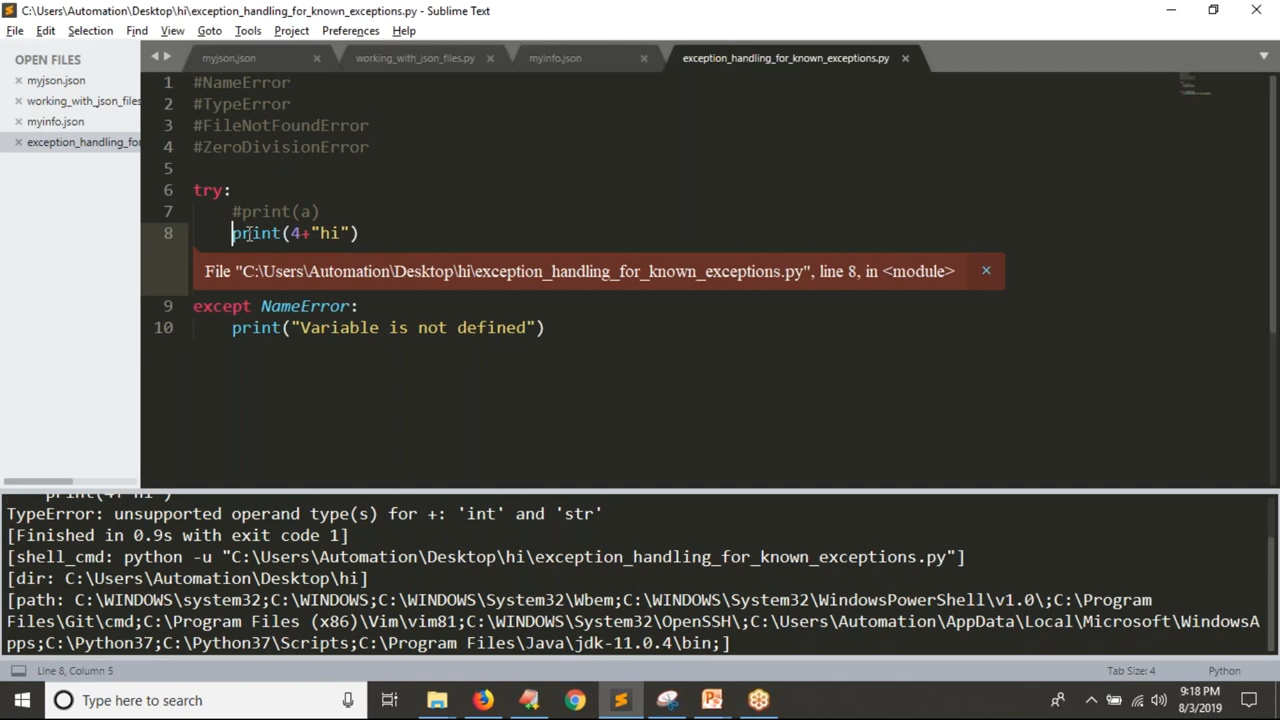 C:\Users\Automation\Desktop\hi\exception_handling_for_known_exceptions.py - Sublime Text
File Edit Selection Find View Goto Tools Project Preferences Help
OPEN FILES
myjson.json
working_with_json_files
myinfo.json
exception_handling_fo
myjson.json working_with_json_files.py myinfo.json exception_handling_for_known_exceptions.py
1 #NameError
2 #TypeError
3 #FileNotFoundError
4 #ZeroDivisionError
5
6 try:
7 #print(a)
8 print(4+"hi")
File "C:\Users\Automation\Desktop\hi\exception_handling_for_known_exceptions.py", line 8, in <module> ×
9 except NameError:
10 print("Variable is not defined")
print(4+"hi")
TypeError: unsupported operand type(s) for +: 'int' and 'str'
[Finished in 0.9s with exit code 1]
[shell_cmd: python -u "C:\Users\Automation\Desktop\hi\exception_handling_for_known_exceptions.py"]
[dir: C:\Users\Automation\Desktop\hi]
[path: C:\WINDOWS\system32;C:\WINDOWS;C:\WINDOWS\System32\Wbem;C:\WINDOWS\System32\WindowsPowerShell\v1.0\;C:\Program
Files\Git\cmd;C:\Program Files (x86)\Vim\vim81;C:\WINDOWS\System32\OpenSSH\;C:\Users\Automation\AppData\Local\Microsoft\WindowsA
pps;C:\Python37;C:\Python37\Scripts;C:\Program Files\Java\jdk-11.0.4\bin;]
Line 8, Column 5 Tab Size: 4 Python
Type here to search
9:18 PM
8/3/2019